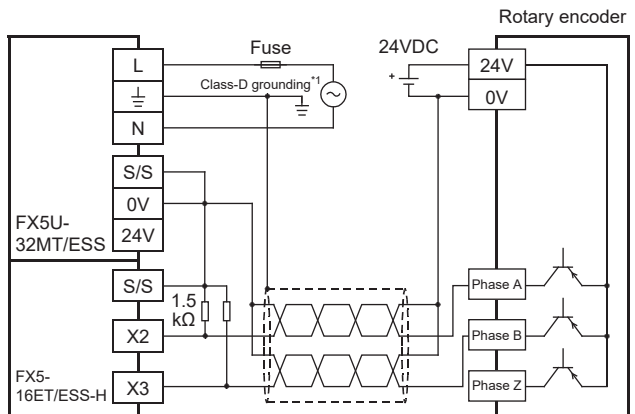 Rotary encoder
Fuse
24VDC
L
24V
+
Class-D grounding*1
0V
N
S/S
0V
24V
FX5U-
32MT/ESS
S/S
1.5
kΩ
Phase A
X2
Phase B
FX5-
16ET/ESS-H
X3
Phase Z